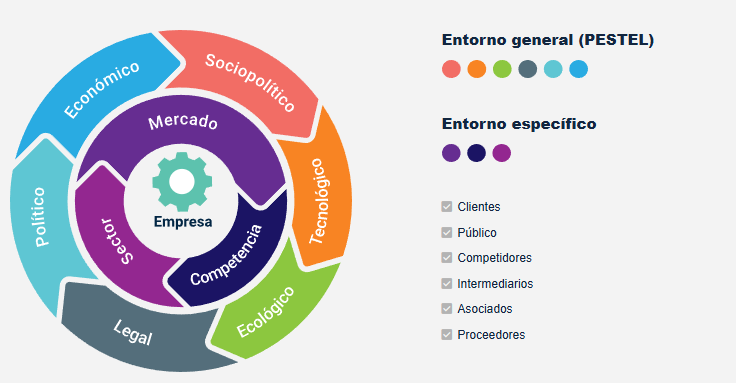 Económico
Sociopolítico
Tecnológico
Ecológico
Legal
Político
Mercado
Competencia
Sector
Empresa
Entorno general (PESTEL)
Entorno específico
Clientes
Público
Competidores
Intermediarios
Asociados
Proceedores